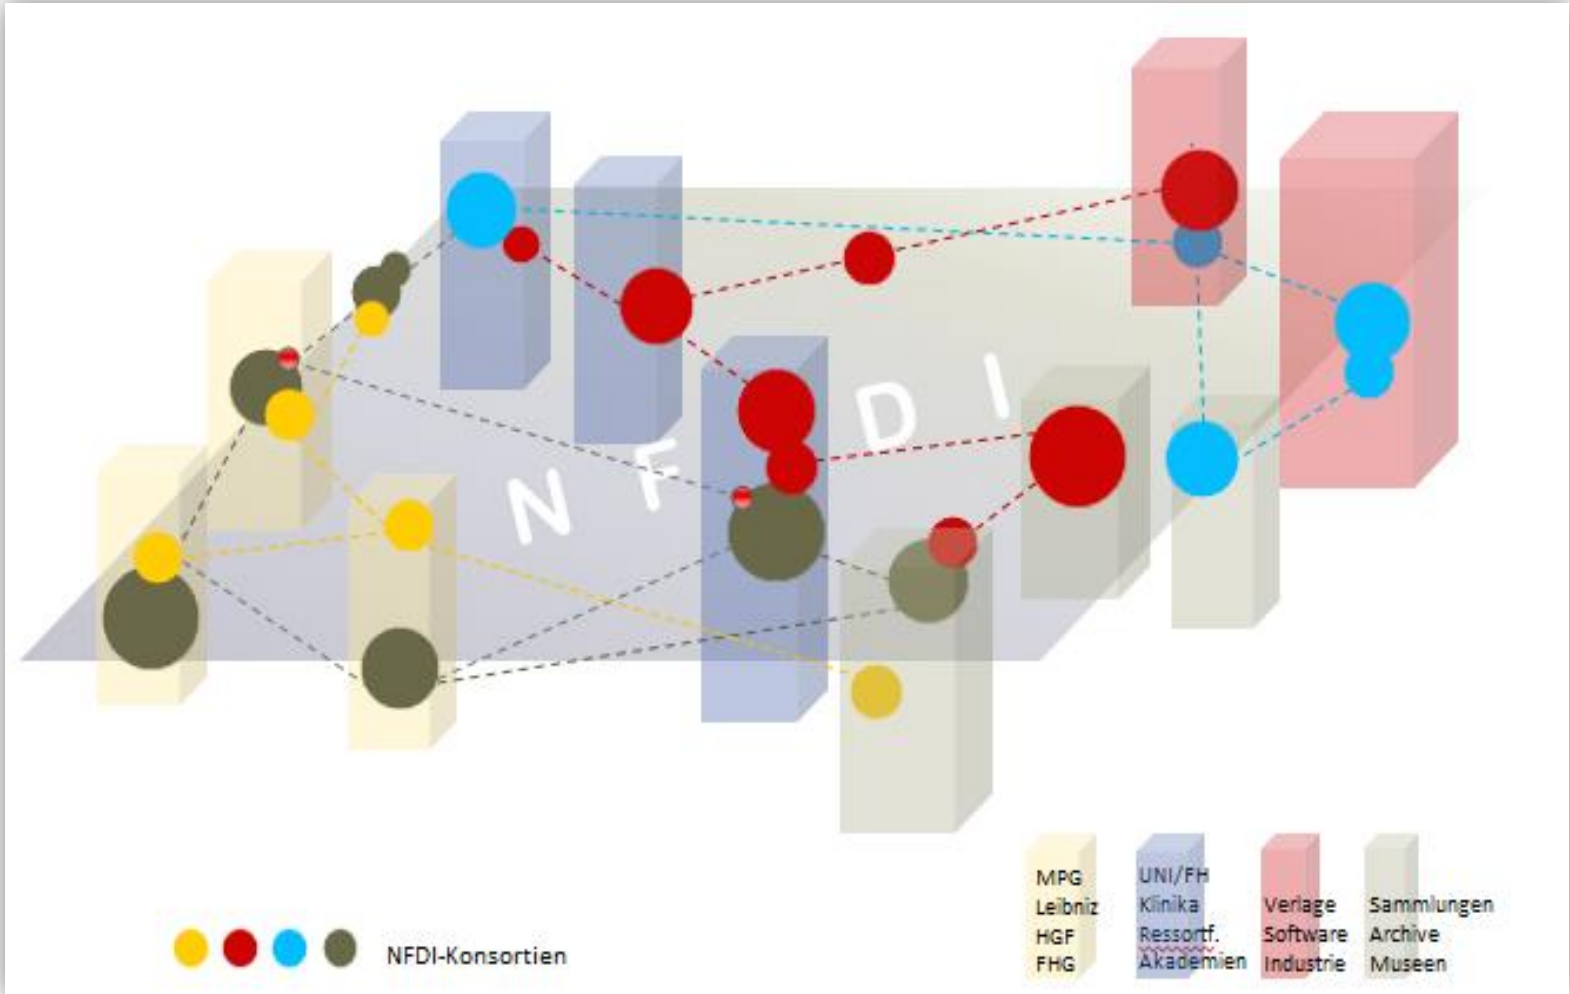 N F D I
MPG
Leibniz
HGF
FHG
UNI/FH
Klinika
Ressortf.
Akademien
Verlage
Software
Industrie
Sammlungen
Archive
Museen
NFDI-Konsortien